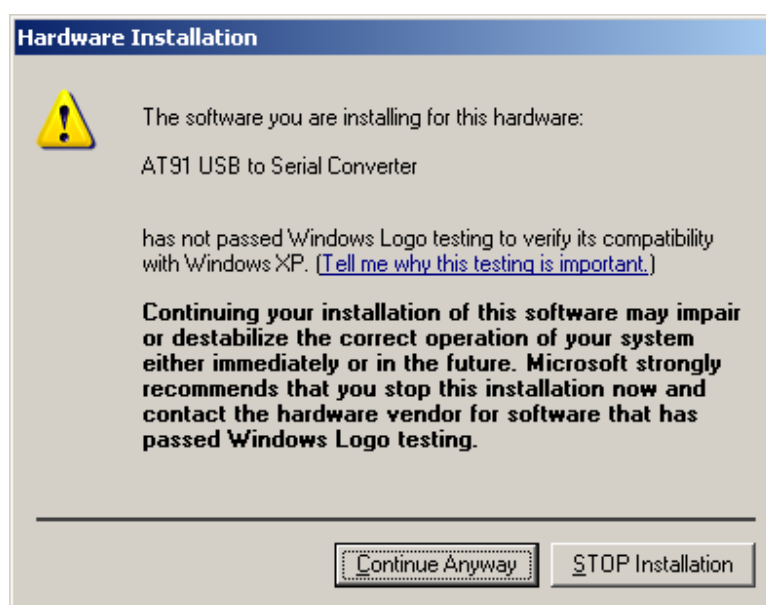 Hardware Installation
The software you are installing for this hardware:
AT91 USB to Serial Converter
has not passed Windows Logo testing to verify its compatibility
with Windows XP. (Tell me why this testing is important.)
Continuing your installation of this software may impair
or destabilize the correct operation of your system
either immediately or in the future. Microsoft strongly
recommends that you stop this installation now and
contact the hardware vendor for software that has
passed Windows Logo testing.
Continue Anyway STOP Installation